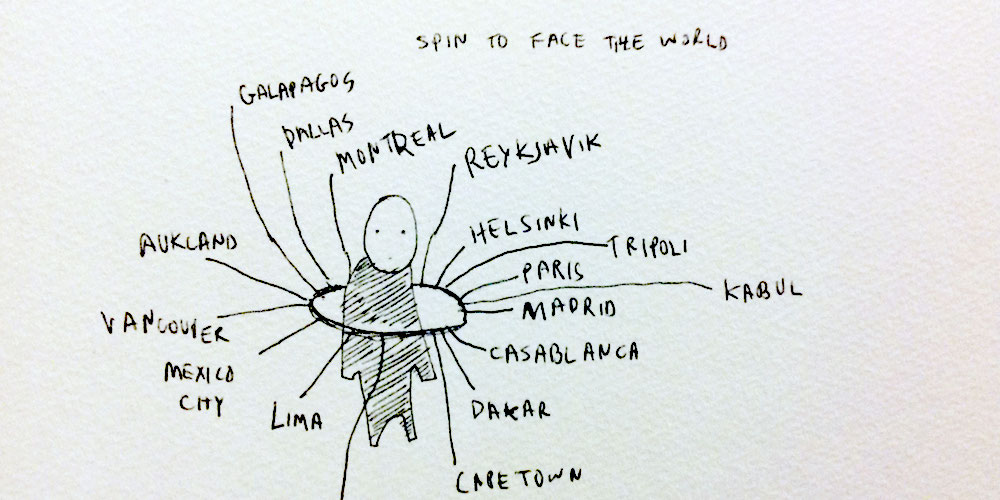 SPIN TO FACE THE WORLD
GALAPAGOS
DALLAS
MONTREAL
REYKJAVIK
AUKLAND
HELSINKI
TRIPOLI
PARIS
KABUL
VANCOUVER
MADRID
MEXICO
CITY
CASABLANCA
LIMA
DAKAR
CAPETOWN